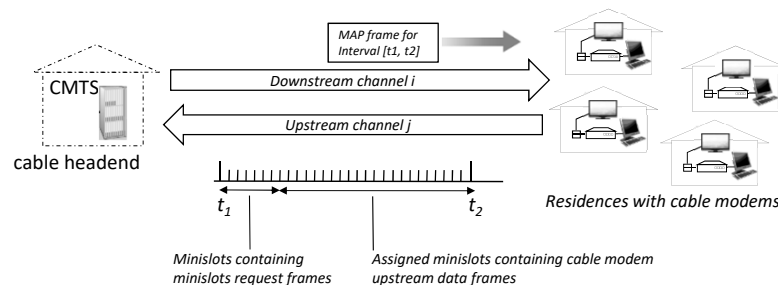 MAP frame for
Interval [t1, t2]
CMTS
Downstream channel i
Upstream channel j
cable headend
t1
t2
Residences with cable modems
Minislots containing
minislots request frames
Assigned minislots containing cable modem
upstream data frames